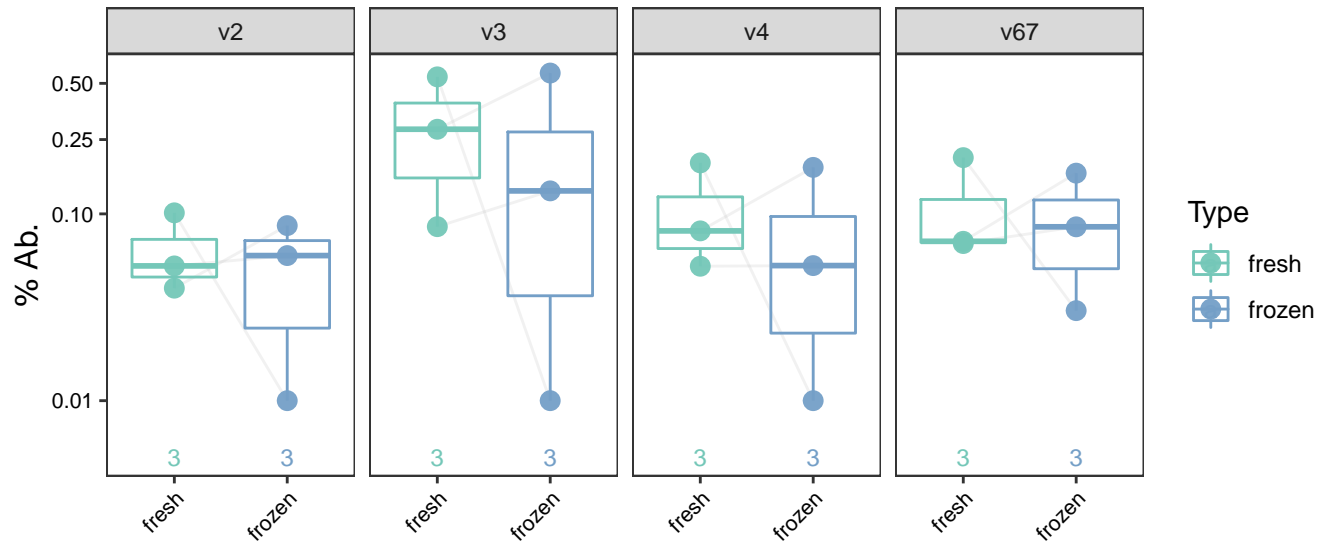 v2 v3 v4 v67
% Ab.
0.50
0.25
0.10
0.01
3 3 3 3 3 3 3 3
fresh frozen fresh frozen fresh frozen fresh frozen
Type
fresh
frozen